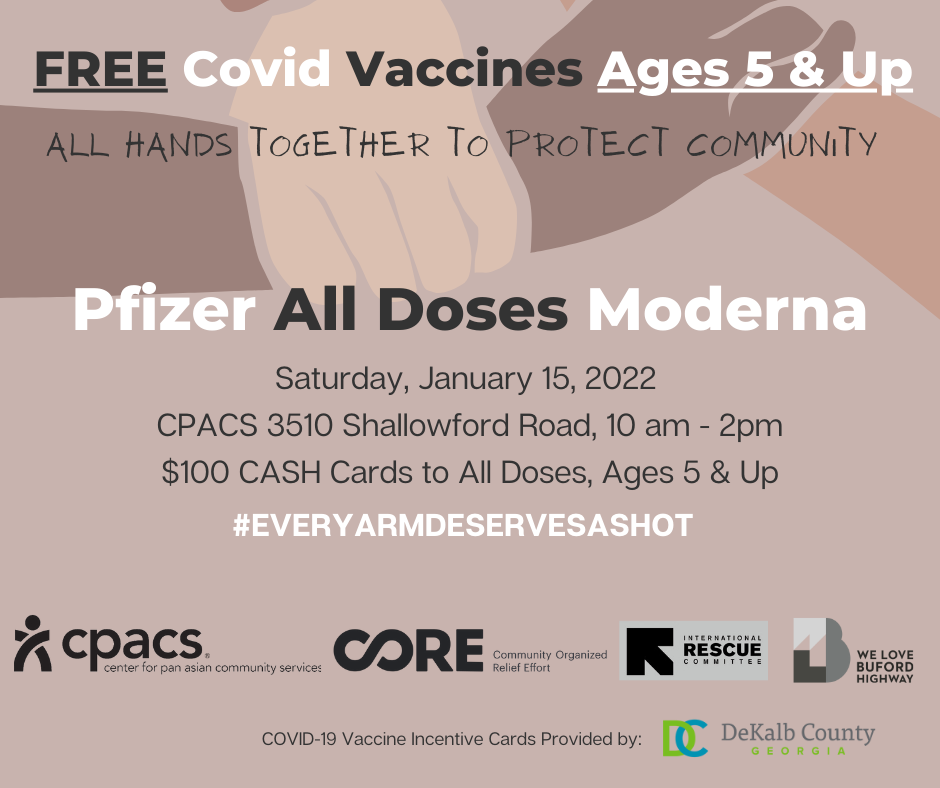 FREE Covid Vaccines Ages 5 & Up
ALL HANDS TOGETHER TO PROTECT COMMUNITY
Pfizer All Doses Moderna
Saturday, January 15, 2022
CPACS 3510 Shallowford Road, 10 am - 2pm
$100 CASH Cards to All Doses, Ages 5 & Up
#EVERYARMDESERVESASHOT
cpacs®
center for pan asian community services
CORE
Community Organized
Relief Effort
INTERNATIONAL
RESCUE
COMMITTEE
B
WE LOVE
BUFORD
HIGHWAY
COVID-19 Vaccine Incentive Cards Provided by:
DC
DeKalb County
GEORGIA